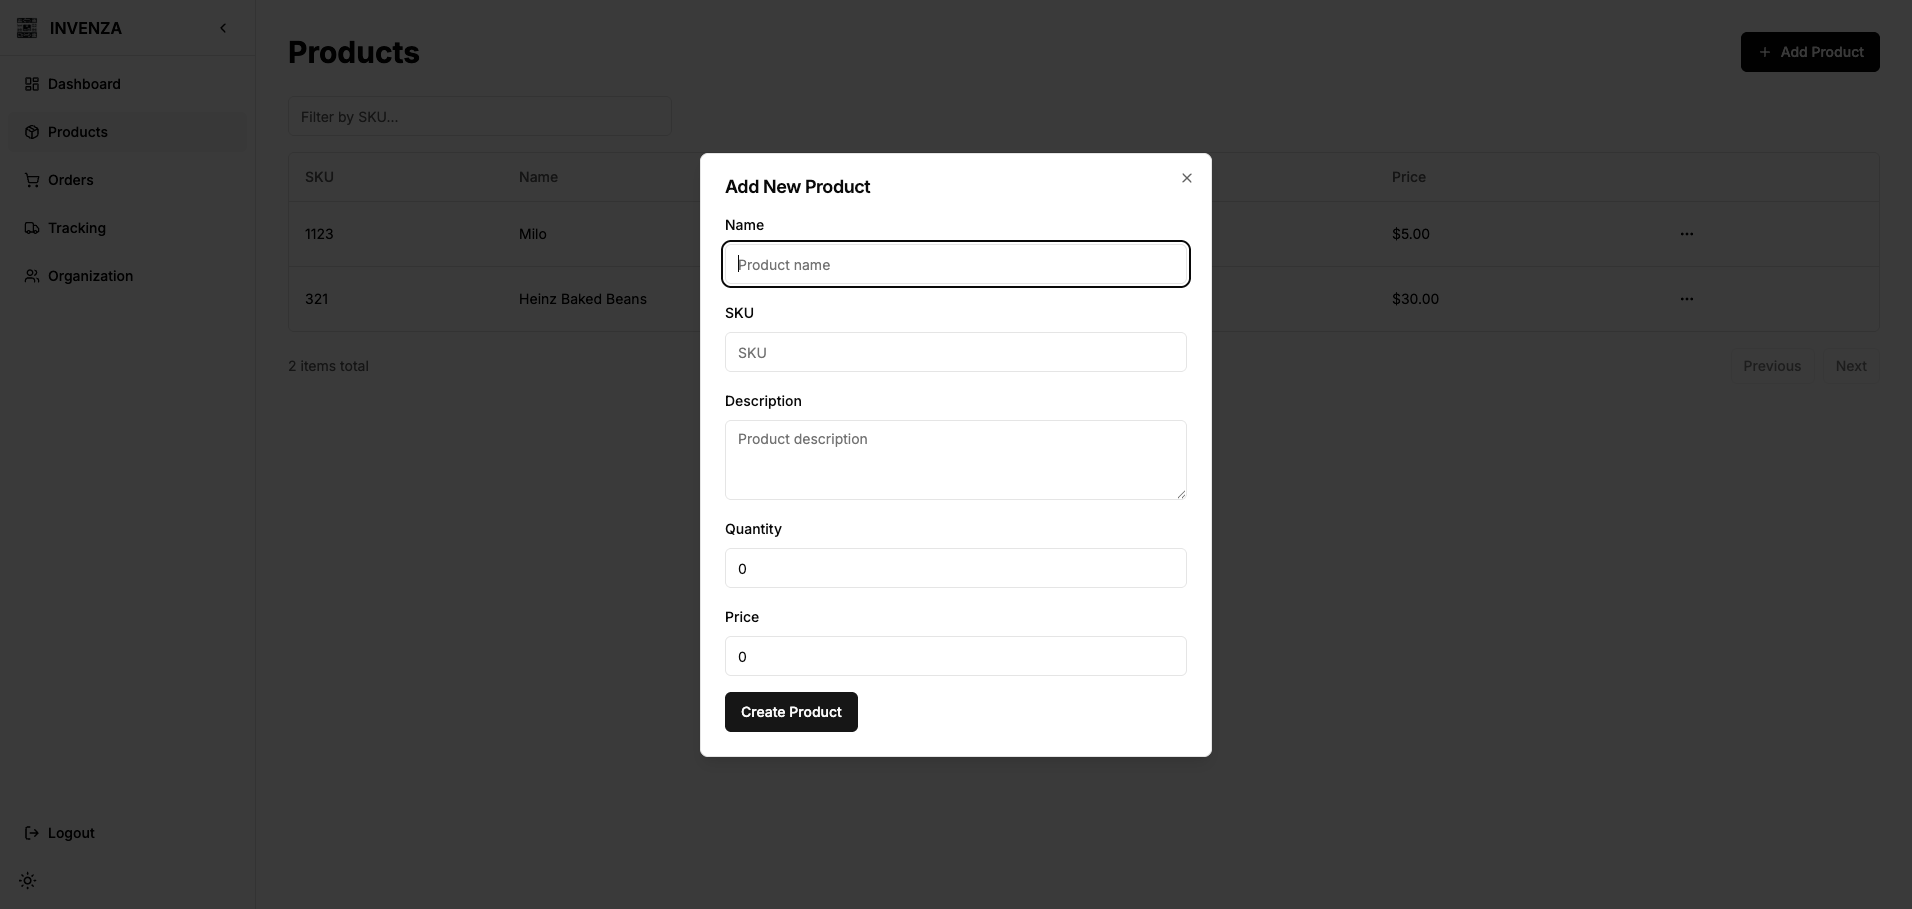 INVENZA
Dashboard
Products
Orders
Tracking
Organization
Logout
Products
Add Product
Filter by SKU...
SKU Name Price
1123 Milo $5.00
321 Heinz Baked Beans $30.00
2 items total
Previous Next
Add New Product
Name
Product name
SKU
SKU
Description
Product description
Quantity
0
Price
0
Create Product